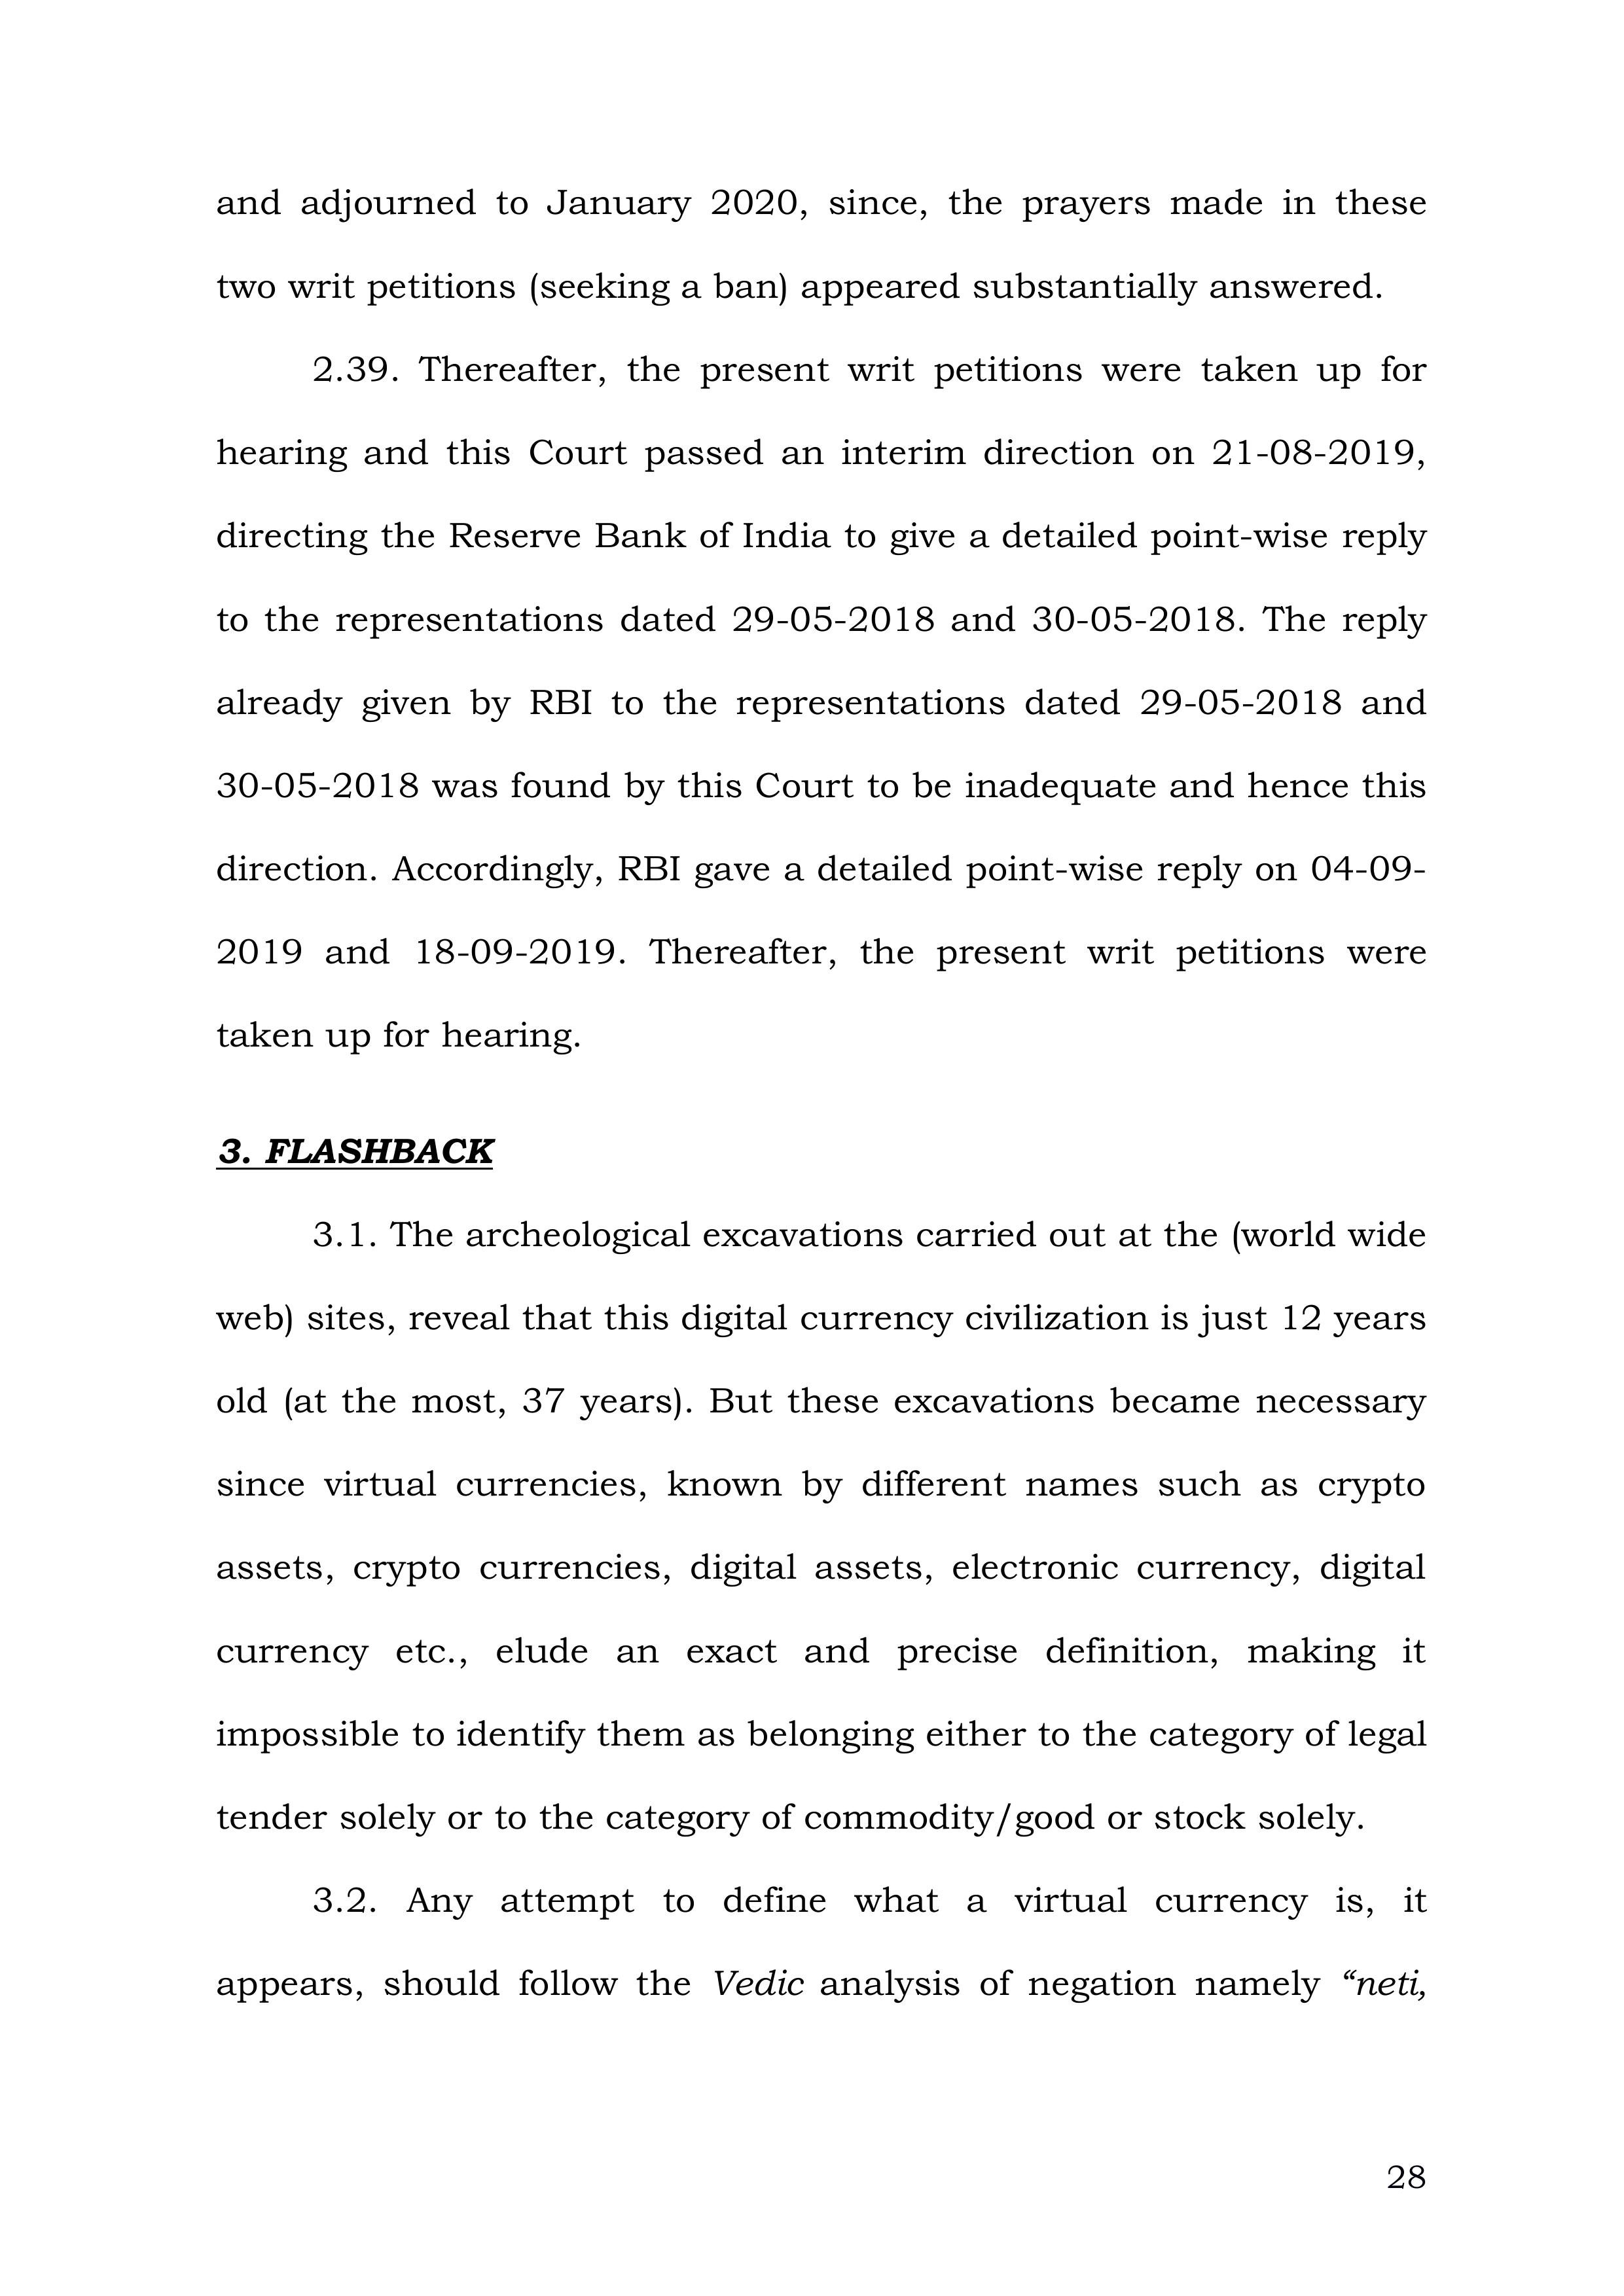 and adjourned to January 2020, since, the prayers made in these
two writ petitions (seeking a ban) appeared substantially answered.
2.39. Thereafter, the present writ petitions were taken up for
hearing and this Court passed an interim direction on 21-08-2019,
directing the Reserve Bank of India to give a detailed point-wise reply
to the representations dated 29-05-2018 and 30-05-2018. The reply
already given by RBI to the representations dated 29-05-2018 and
30-05-2018 was found by this Court to be inadequate and hence this
direction. Accordingly, RBI gave a detailed point-wise reply on 04-09-
2019 and 18-09-2019. Thereafter, the present writ petitions were
taken up for hearing.
3. FLASHBACK
3.1. The archeological excavations carried out at the (world wide
web) sites, reveal that this digital currency civilization is just 12 years
old (at the most, 37 years). But these excavations became necessary
since virtual currencies, known by different names such as crypto
assets, crypto currencies, digital assets, electronic currency, digital
currency etc., elude an exact and precise definition, making it
impossible to identify them as belonging either to the category of legal
tender solely or to the category of commodity/good or stock solely.
3.2. Any attempt to define what a virtual currency is, it
appears, should follow the Vedic analysis of negation namely “neti,
28